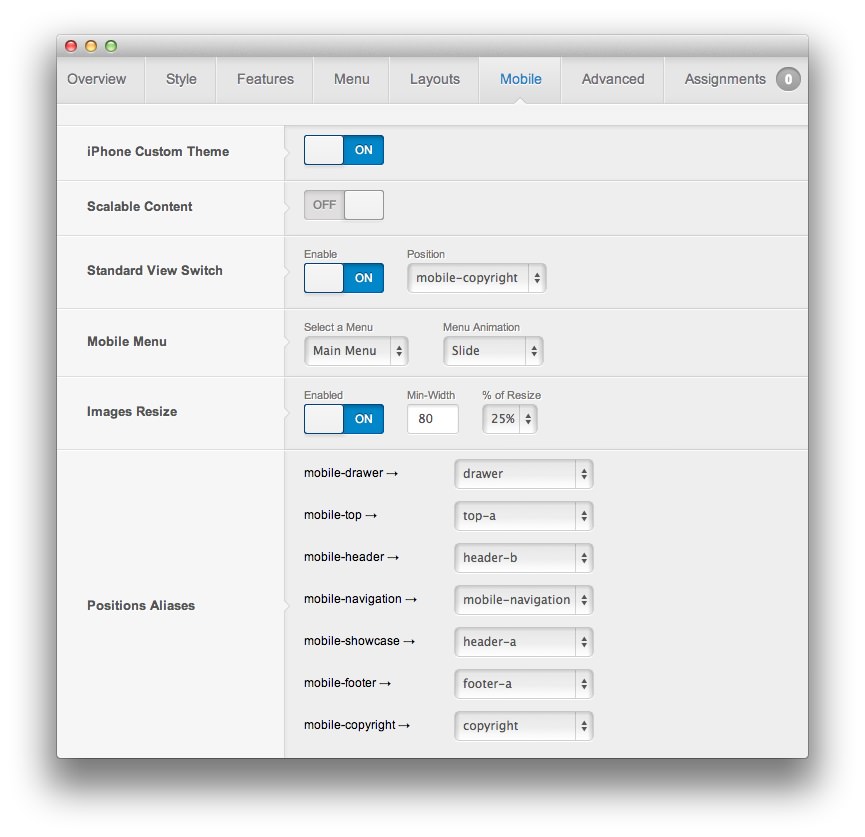 Overview Style Features Menu Layouts Mobile Advanced Assignments 0
iPhone Custom Theme ON
Scalable Content OFF
Enable Position
Standard View Switch ON mobile-copyright
Select a Menu Menu Animation
Mobile Menu Main Menu Slide
Enabled Min-Width % of Resize
Images Resize ON 80 25%
Positions Aliases
mobile-drawer → drawer
mobile-top → top-a
mobile-header → header-b
mobile-navigation → mobile-navigation
mobile-showcase → header-a
mobile-footer → footer-a
mobile-copyright → copyright